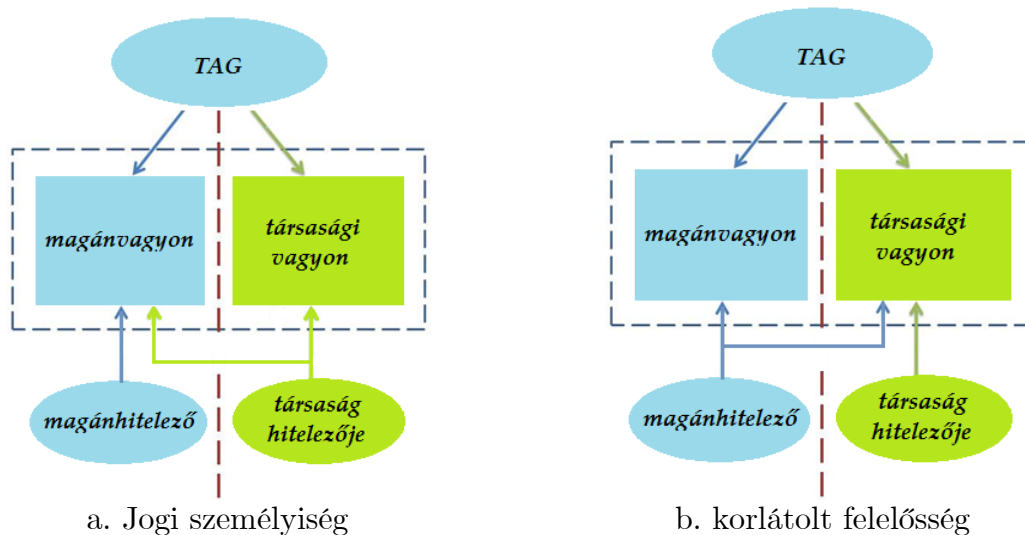 TAG
magánvagyon
társasági
vagyon
magánhitelező
társaság
hitelezője
a. Jogi személyiség
TAG
magánvagyon
társasági
vagyon
magánhitelező
társaság
hitelezője
b. korlátolt felelősség